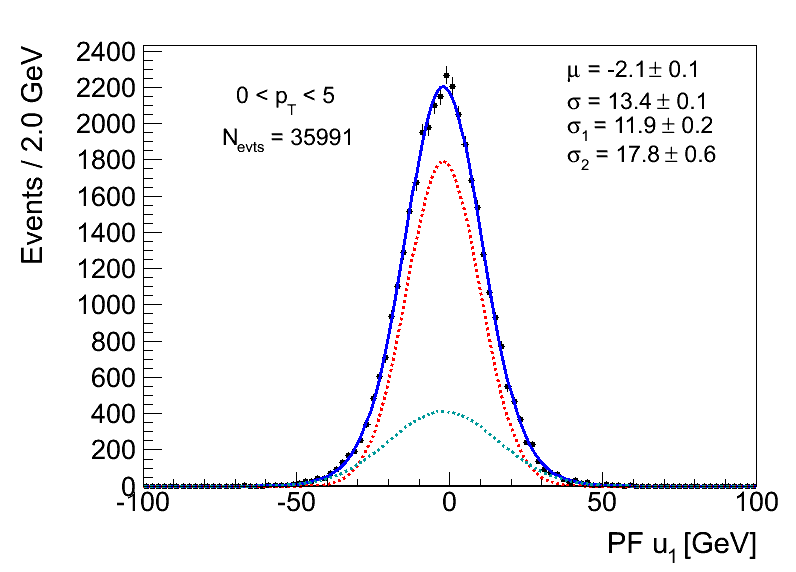 Events / 2.0 GeV
2400
2200
2000
1800
1600
1400
1200
1000
800
600
400
200
0
0 < p_T < 5
N_evts = 35991
μ = -2.1 ± 0.1
σ = 13.4 ± 0.1
σ_1 = 11.9 ± 0.2
σ_2 = 17.8 ± 0.6
-100 -50 0 50 100
PF u_1 [GeV]